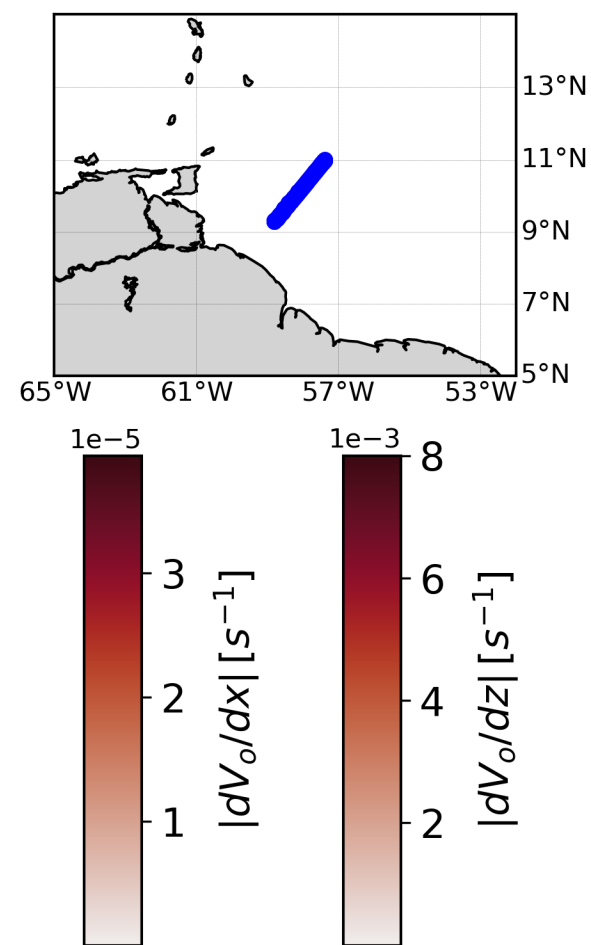 13°N
11°N
9°N
7°N
5°N
65°W 61°W 57°W 53°W
1e-5 1e-3
8
6
4
2
3
2
1
|dV_o/dx| [s^{-1}]
|dV_o/dz| [s^{-1}]